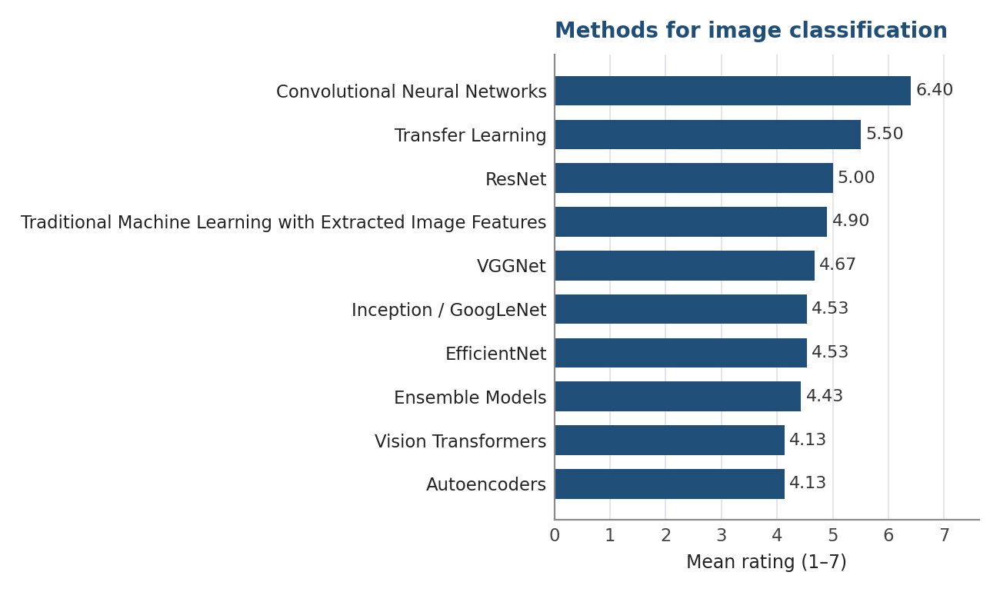 Methods for image classification
Convolutional Neural Networks 6.40
Transfer Learning 5.50
ResNet 5.00
Traditional Machine Learning with Extracted Image Features 4.90
VGGNet 4.67
Inception / GoogLeNet 4.53
EfficientNet 4.53
Ensemble Models 4.43
Vision Transformers 4.13
Autoencoders 4.13
0 1 2 3 4 5 6 7
Mean rating (1–7)